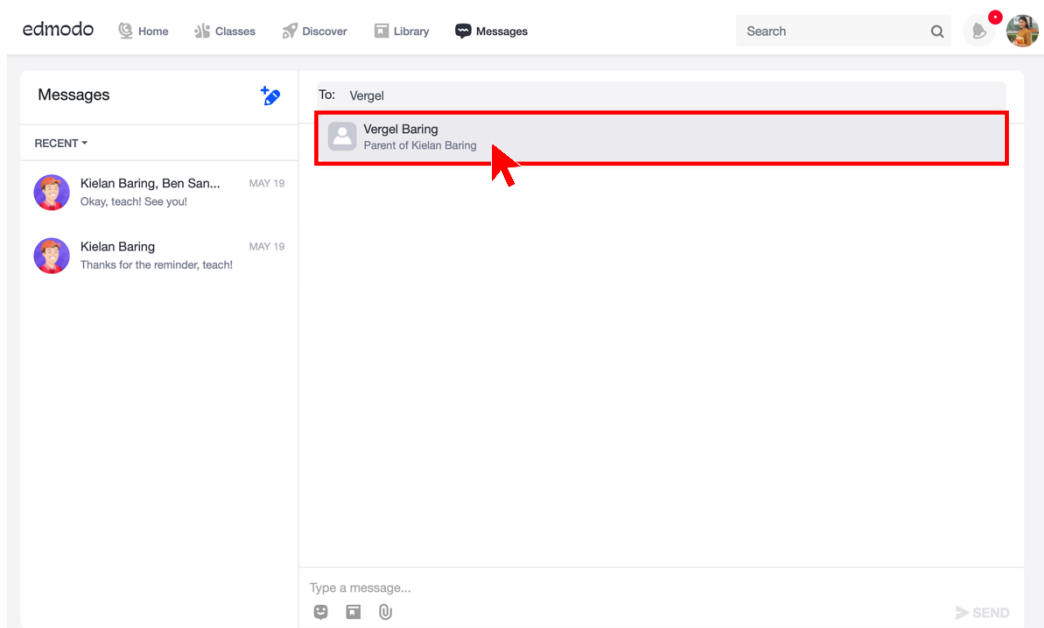 edmodo Home Classes Discover Library Messages Search
Messages
RECENT
Kielan Baring, Ben San... MAY 19
Okay, teach! See you!
Kielan Baring MAY 19
Thanks for the reminder, teach!
To: Vergel
Vergel Baring
Parent of Kielan Baring
Type a message...
SEND